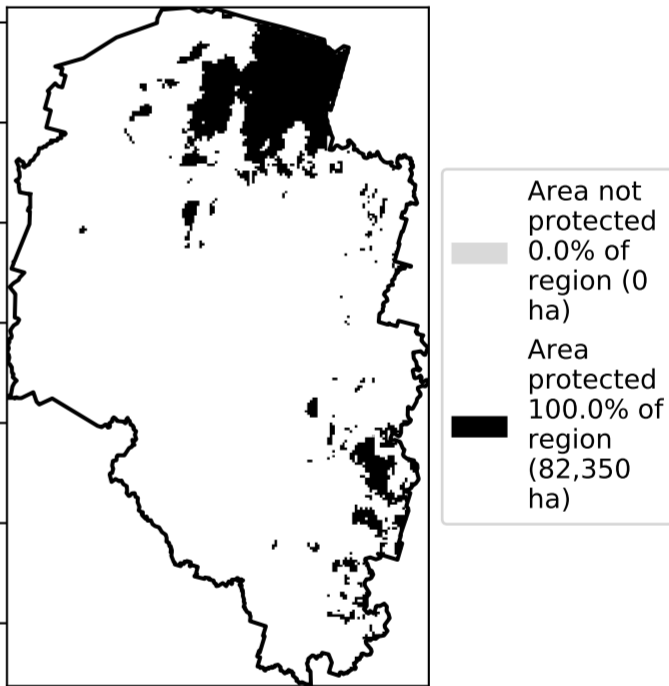 Area not
protected
0.0% of
region (0
ha)
Area
protected
100.0% of
region
(82,350
ha)